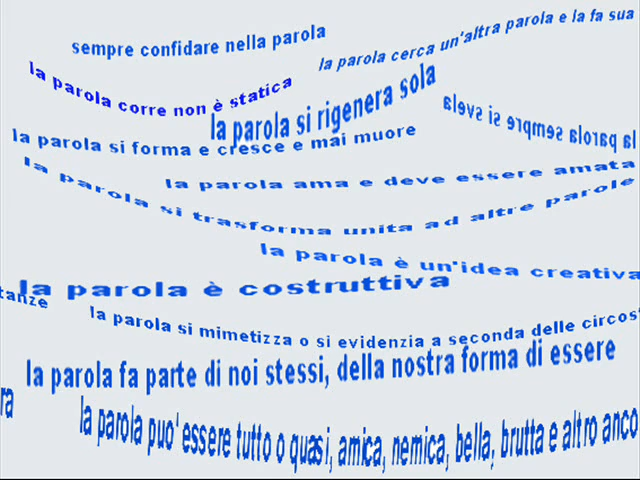 sempre confidare nella parola
la parola cerca un'altra parola e la fa sua
la parola corre non è statica
la parola si rigenera sola
la parola sempre si svela
la parola si forma e cresce e mai muore
la parola ama e deve essere amata
la parola si trasforma unita ad altre parole
la parola è un'idea creativa
la parola è costruttiva
tanze
la parola si mimetizza o si evidenzia a seconda delle circost
la parola fa parte di noi stessi, della nostra forma di essere
ra
la parola puo' essere tutto o quasi, amica, nemica, bella, brutta e altro anco